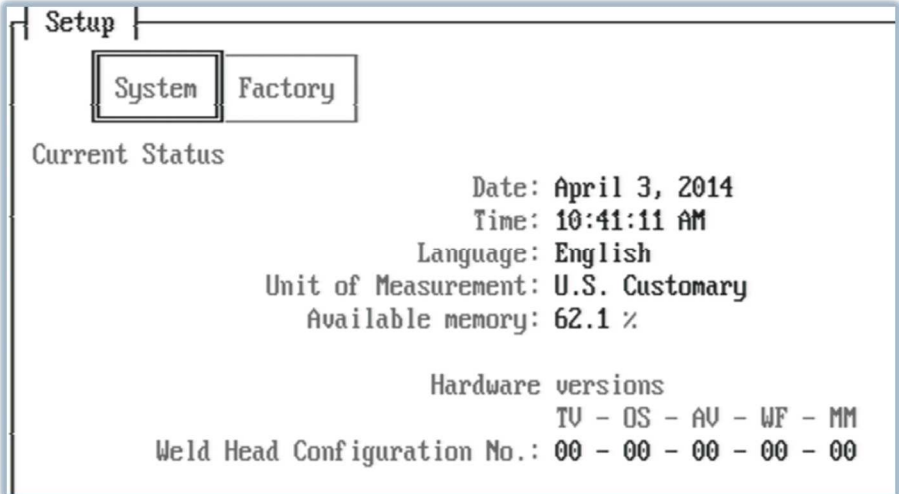 Setup
System Factory
Current Status
Date: April 3, 2014
Time: 10:41:11 AM
Language: English
Unit of Measurement: U.S. Customary
Available memory: 62.1 %
Hardware versions
TV - OS - AV - WF - MM
Weld Head Configuration No.: 00 - 00 - 00 - 00 - 00